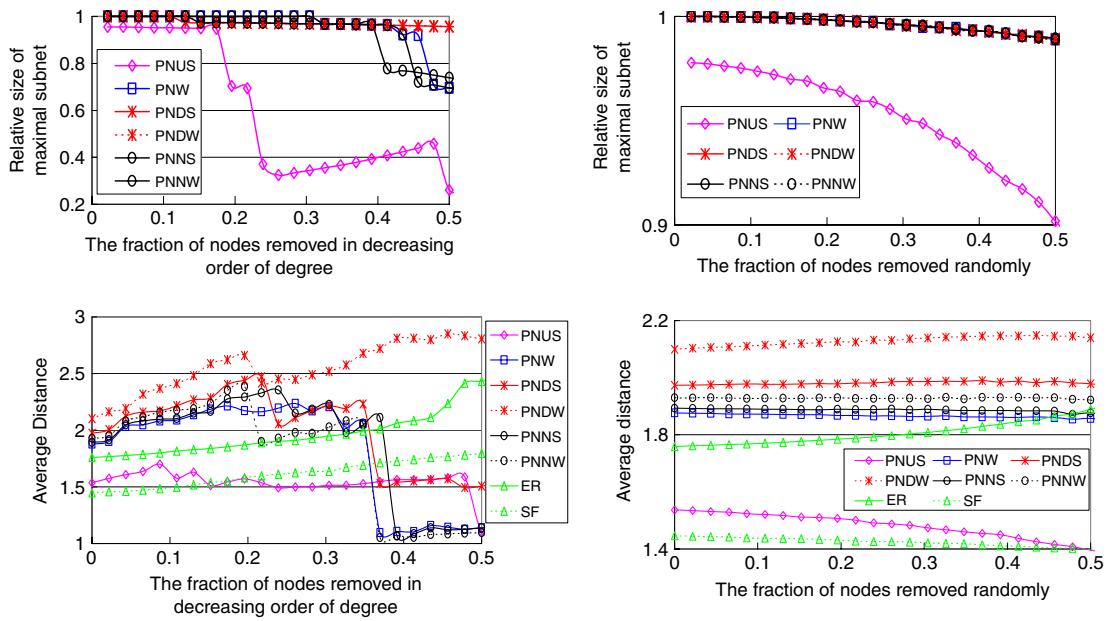 Relative size of
maximal subnet
1
0.8
0.6
0.4
0.2
PNUS
PNW
PNDS
PNDW
PNNS
PNNW
0 0.1 0.2 0.3 0.4 0.5
The fraction of nodes removed in decreasing
order of degree
Relative size of
maximal subnet
1
0.9
PNUS PNW
PNDS PNDW
PNNS PNNW
0 0.1 0.2 0.3 0.4 0.5
The fraction of nodes removed randomly
Average Distance
3
2.5
2
1.5
1
0 0.1 0.2 0.3 0.4 0.5
The fraction of nodes removed in
decreasing order of degree
PNUS
PNW
PNDS
PNDW
PNNS
PNNW
ER
SF
Average distance
2.2
1.8
1.4
PNUS PNW PNDS
PNDW PNNS PNNW
ER SF
0 0.1 0.2 0.3 0.4 0.5
The fraction of nodes removed randomly